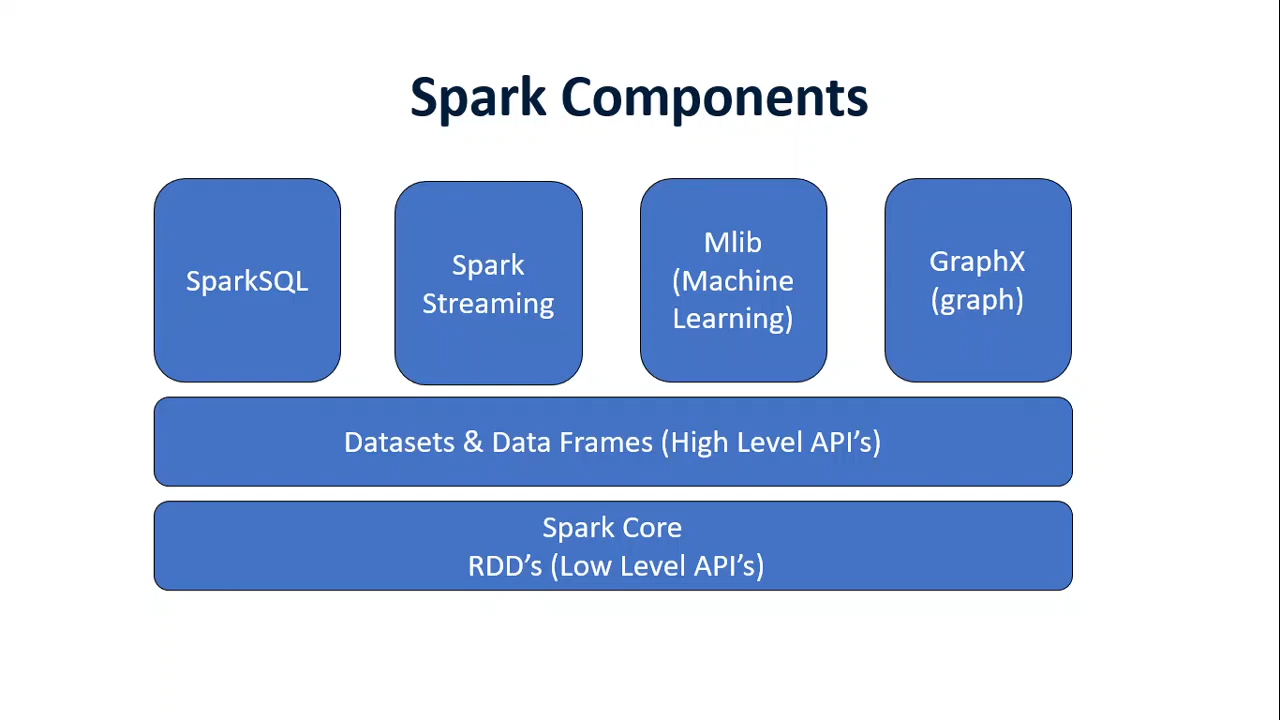 Spark Components
SparkSQL
Spark
Streaming
Mlib
(Machine
Learning)
GraphX
(graph)
Datasets & Data Frames (High Level API’s)
Spark Core
RDD’s (Low Level API’s)